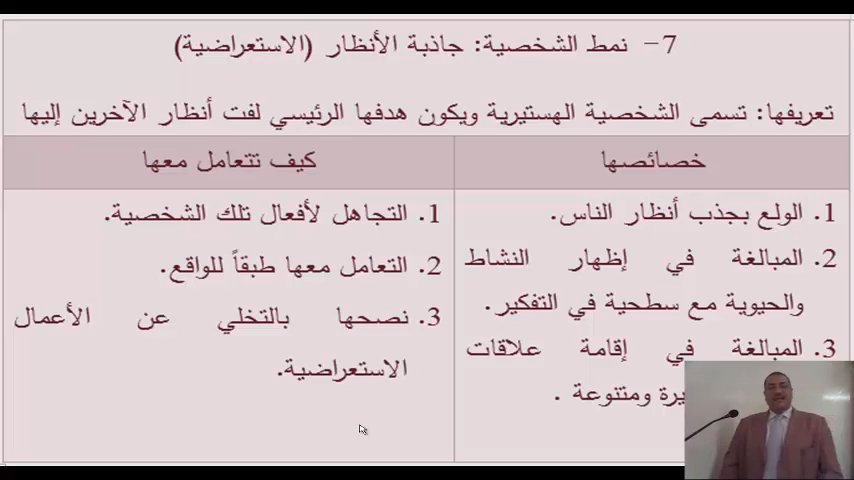 7- نمط الشخصية: جاذبة الأنظار (الاستعراضية)
تعريفها: تسمى الشخصية الهستيرية ويكون هدفها الرئيسي لفت أنظار الآخرين إليها
خصائصها
1. الولع بجذب أنظار الناس.
2. المبالغة في إظهار النشاط
والحيوية مع سطحية في التفكير.
3. المبالغة في إقامة علاقات
ومتنوعة .
كيف تتعامل معها
1. التجاهل لأفعال تلك الشخصية.
2. التعامل معها طبقاً للواقع.
3. نصحها بالتخلي عن الأعمال
الاستعراضية.